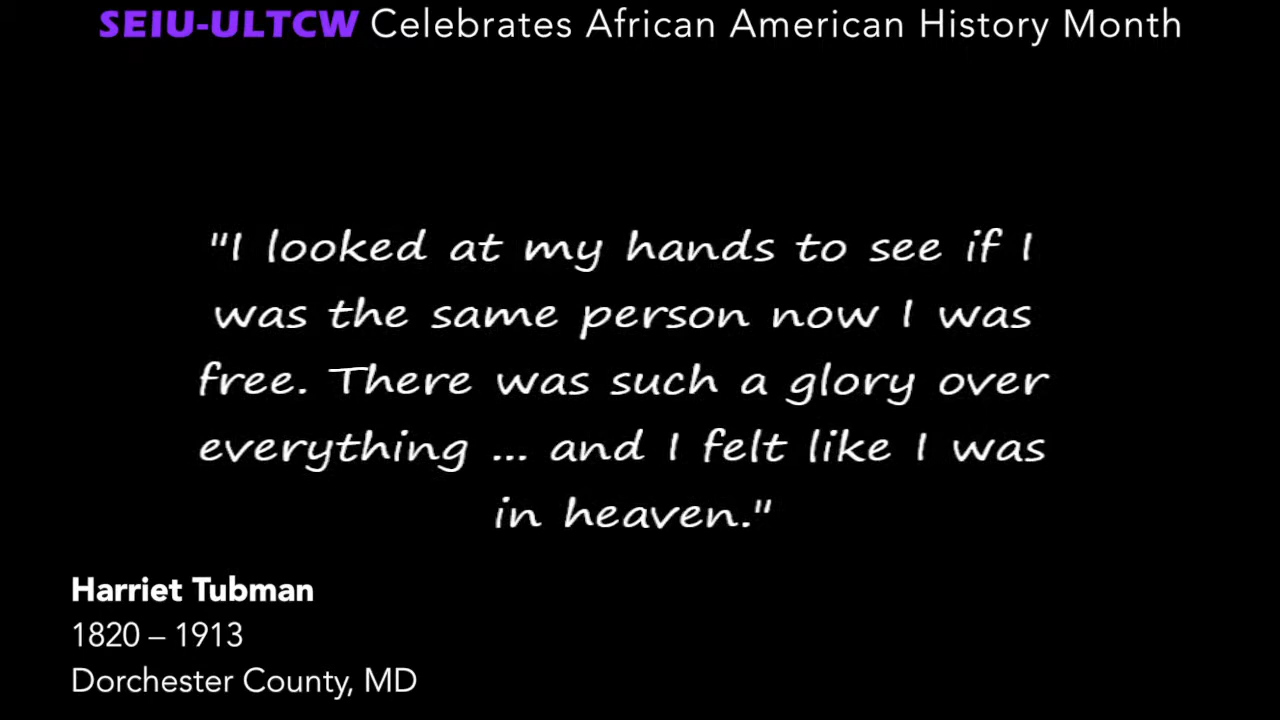 SEIU-ULTCW Celebrates African American History Month
"I looked at my hands to see if I
was the same person now I was
free. There was such a glory over
everything ... and I felt like I was
in heaven."
Harriet Tubman
1820 – 1913
Dorchester County, MD